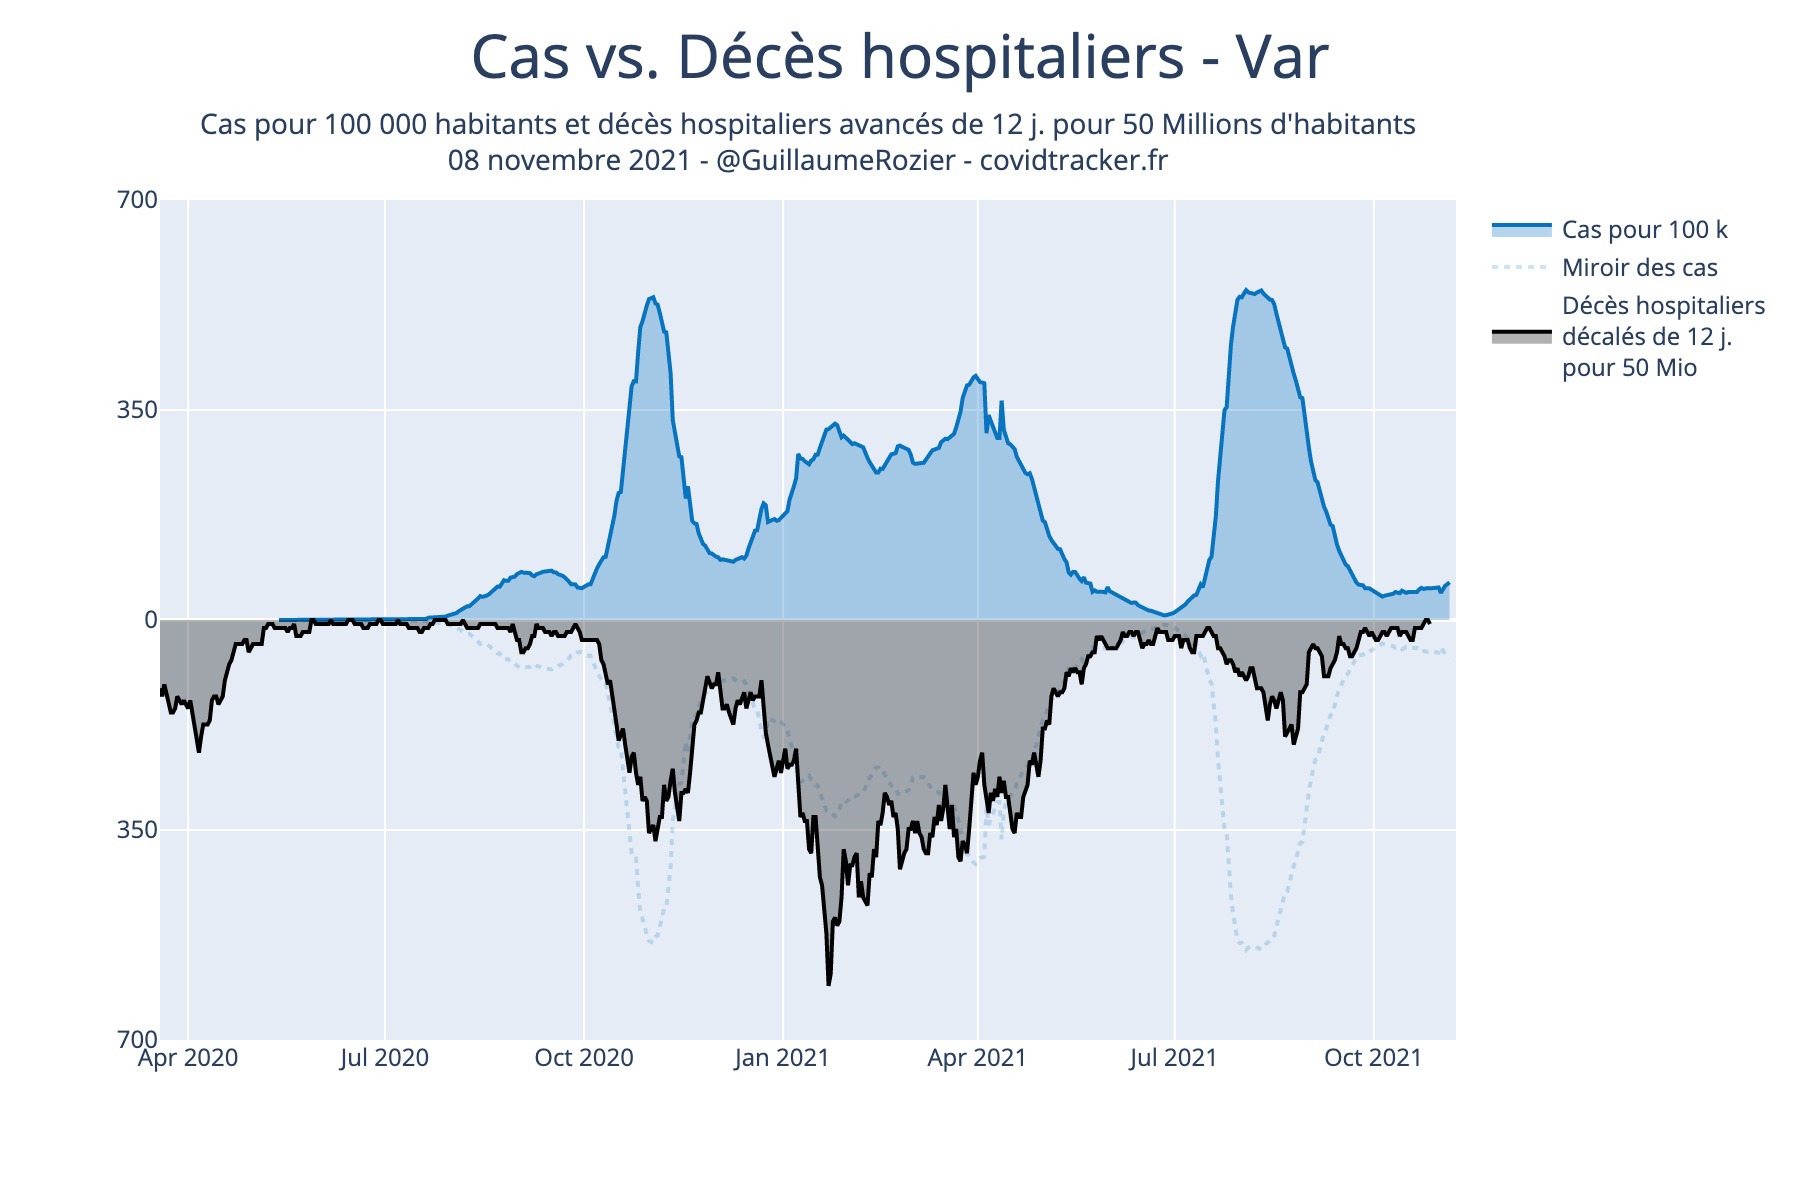 Cas vs. Décès hospitaliers - Var
Cas pour 100 000 habitants et décès hospitaliers avancés de 12 j. pour 50 Millions d'habitants
08 novembre 2021 - @GuillaumeRozier - covidtracker.fr
700
350
0
350
700
Apr 2020 Jul 2020 Oct 2020 Jan 2021 Apr 2021 Jul 2021 Oct 2021
Cas pour 100 k
Miroir des cas
Décès hospitaliers
décalés de 12 j.
pour 50 Mio